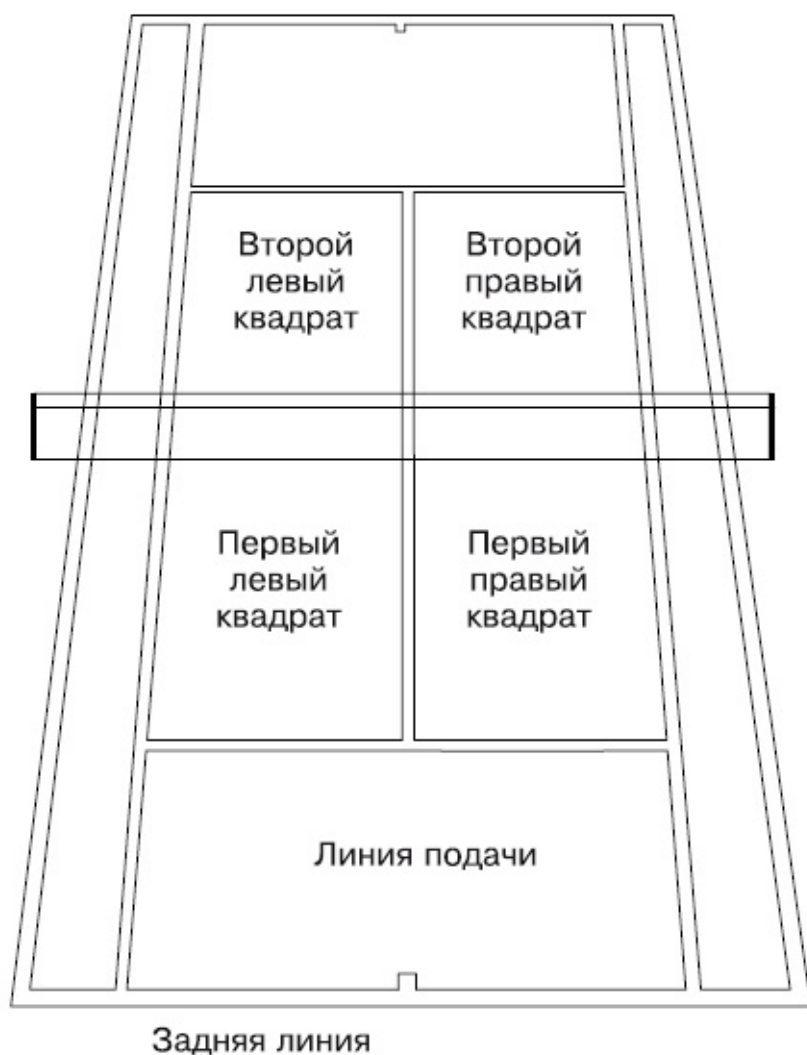 Второй
левый
квадрат
Второй
правый
квадрат
Первый
левый
квадрат
Первый
правый
квадрат
Линия подачи
Задняя линия